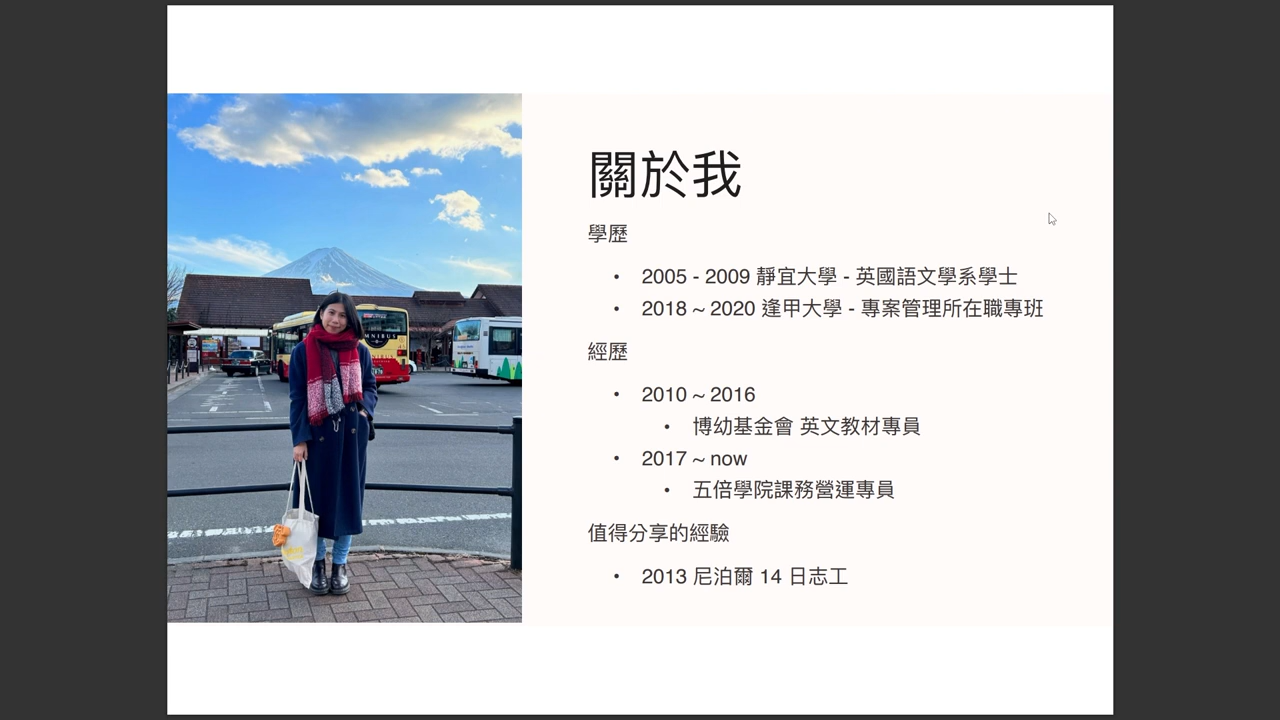 關於我
學歷
• 2005 - 2009 靜宜大學 - 英國語文學系學士
• 2018 ~ 2020 逢甲大學 - 專案管理所在職專班
經歷
• 2010 ~ 2016
• 博幼基金會 英文教材專員
• 2017 ~ now
• 五倍學院課務營運專員
值得分享的經驗
• 2013 尼泊爾 14 日志工
OMNIBUS